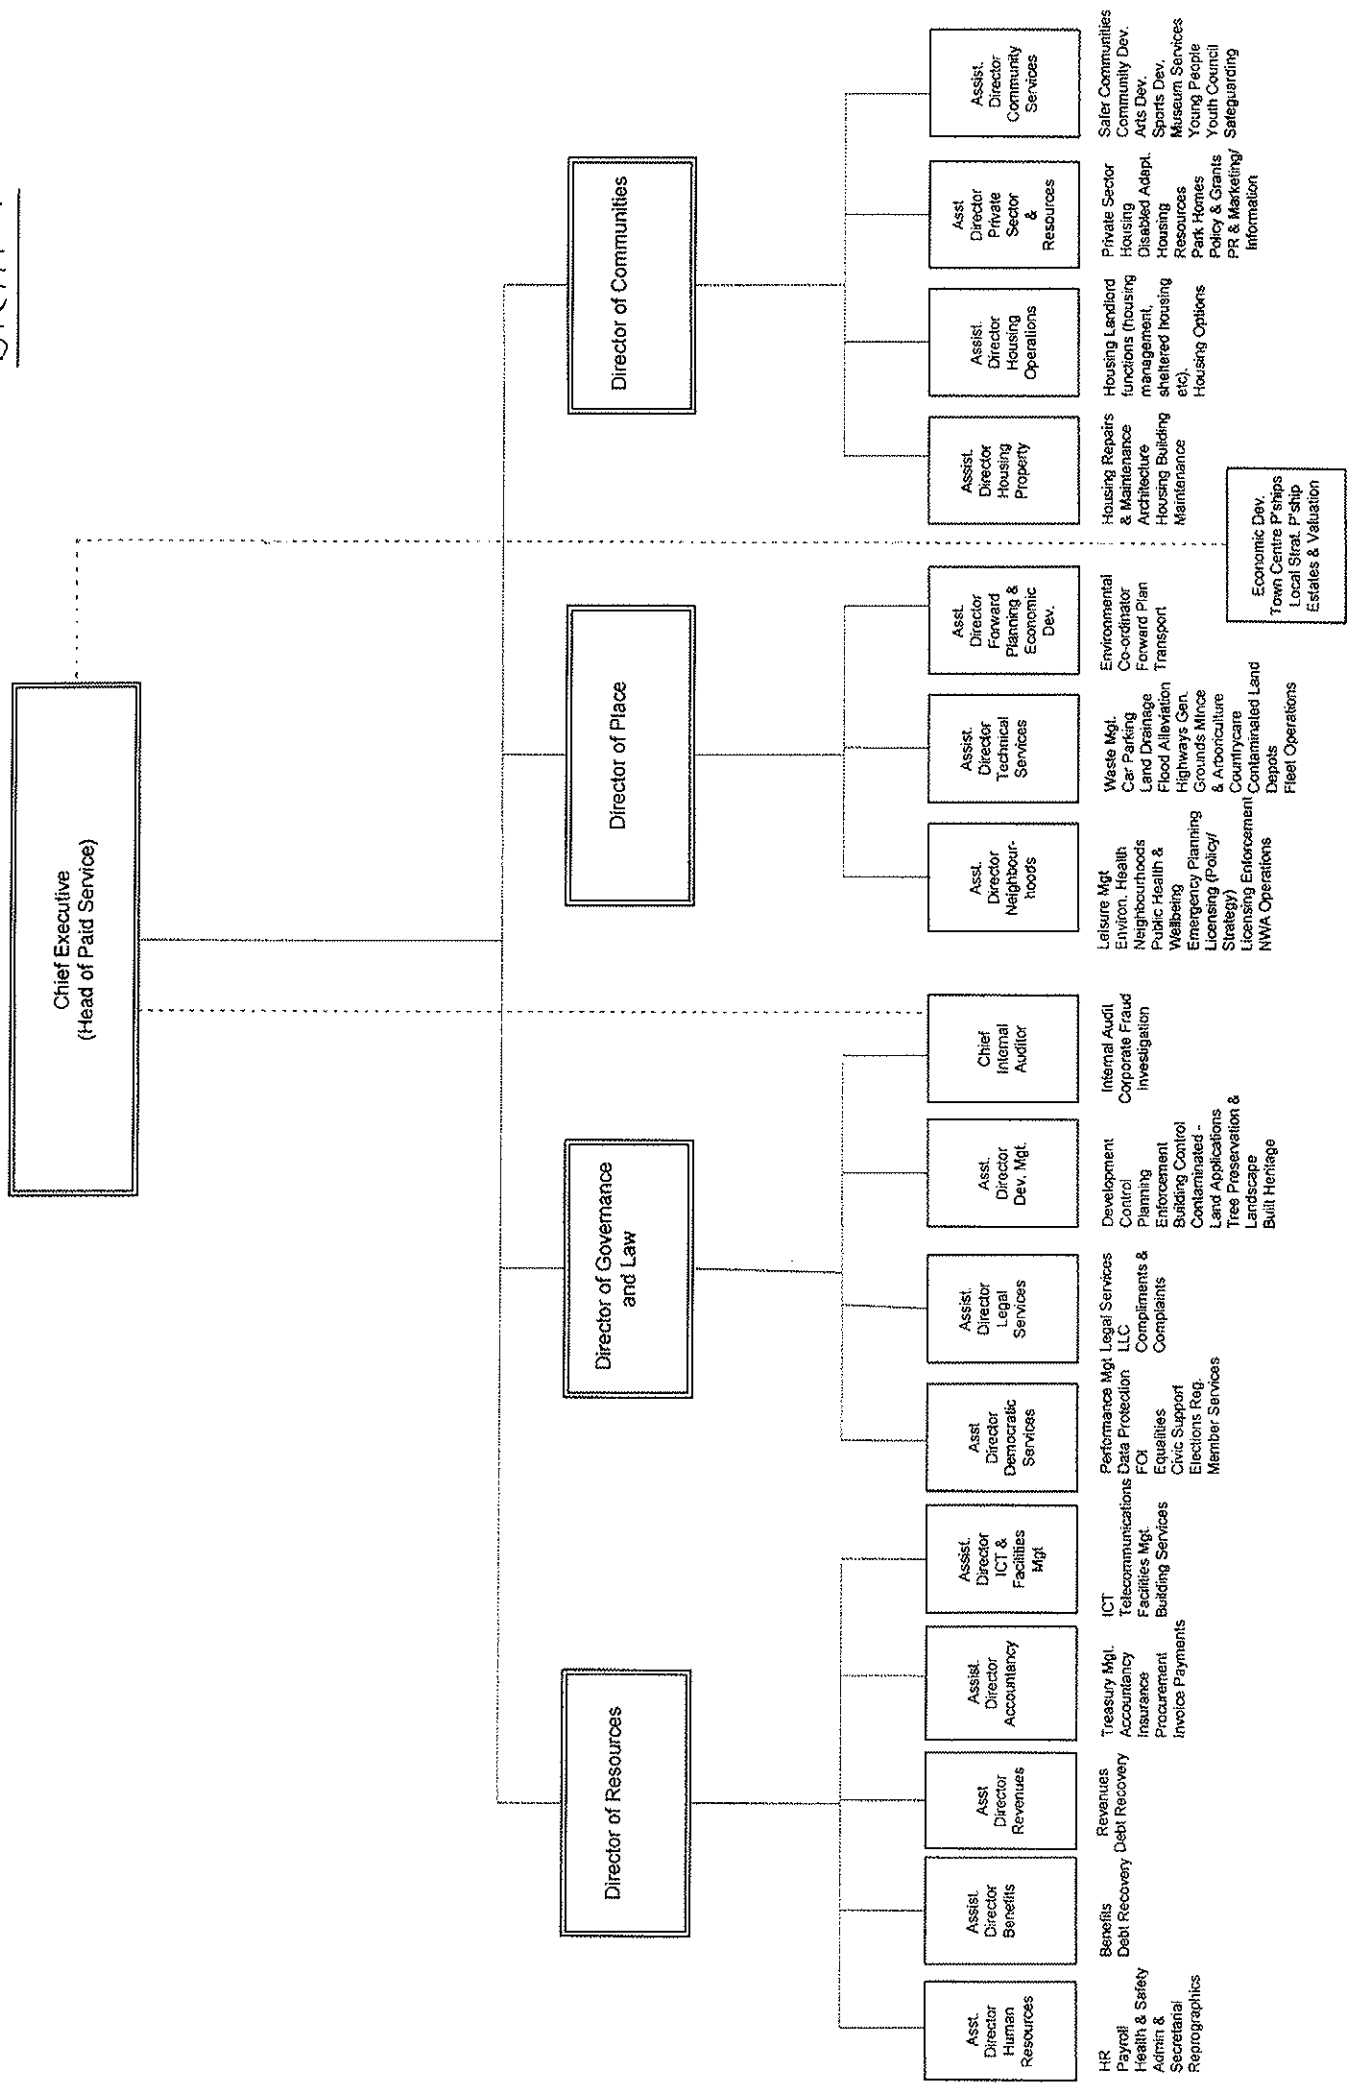 Chief Executive
(Head of Paid Service)
Director of Resources
Director of Governance
and Law
Director of Place
Director of Communities
Asst.
Director
Human
Resources
Assist.
Director
Benefits
Asst
Director
Revenues
Assist.
Director
Accountancy
Assist.
Director
ICT &
Facilities
Mgt
Asst
Director
Democratic
Services
Assist.
Director
Legal
Services
Asst.
Director
Dev. Mgt.
Chief
Internal
Auditor
Asst.
Director
Neighbour-
hoods
Assist.
Director
Technical
Services
Asst.
Director
Forward
Planning &
Economic
Dev.
Assist.
Director
Housing
Property
Assist.
Director
Housing
Operations
Asst
Director
Private
Sector
&
Resources
Assist.
Director
Community
Services
HR
Payroll
Health & Safety
Admin &
Secretarial
Reprographics
Benefits
Debt Recovery
Revenues
Debt Recovery
Treasury Mgt.
Accountancy
Insurance
Procurement
Invoice Payments
ICT
Telecommunications
Facilities Mgt.
Building Services
Performance Mgt
Data Protection
FOI
Equalities
Civic Support
Elections Reg.
Member Services
Legal Services
LLC
Compliments &
Complaints
Development
Control
Planning
Enforcement
Building Control
Contaminated -
Land Applications
Tree Preservation &
Landscape
Built Heritage
Internal Audit
Corporate Fraud
Investigation
Leisure Mgt
Environ. Health
Neighbourhoods
Public Health &
Wellbeing
Emergency Planning
Licensing (Policy/
Strategy)
Licensing Enforcement
NWA Operations
Waste Mgt.
Car Parking
Land Drainage
Flood Alleviation
Highways Gen.
Grounds Mtnce
& Arboriculture
Countrycare
Contaminated Land
Depots
Fleet Operations
Environmental
Co-ordinator
Forward Plan
Transport
Housing Repairs
& Maintenance
Architecture
Housing Building
Maintenance
Housing Landlord
functions (housing
management,
sheltered housing
etc).
Housing Options
Private Sector
Housing
Disabled Adapt.
Housing
Resources
Park Homes
Policy & Grants
PR & Marketing/
Information
Safer Communities
Community Dev.
Arts Dev.
Sports Dev.
Museum Services
Young People
Youth Council
Safeguarding
Economic Dev.
Town Centre P'ships
Local Strat. P'ship
Estates & Valuation